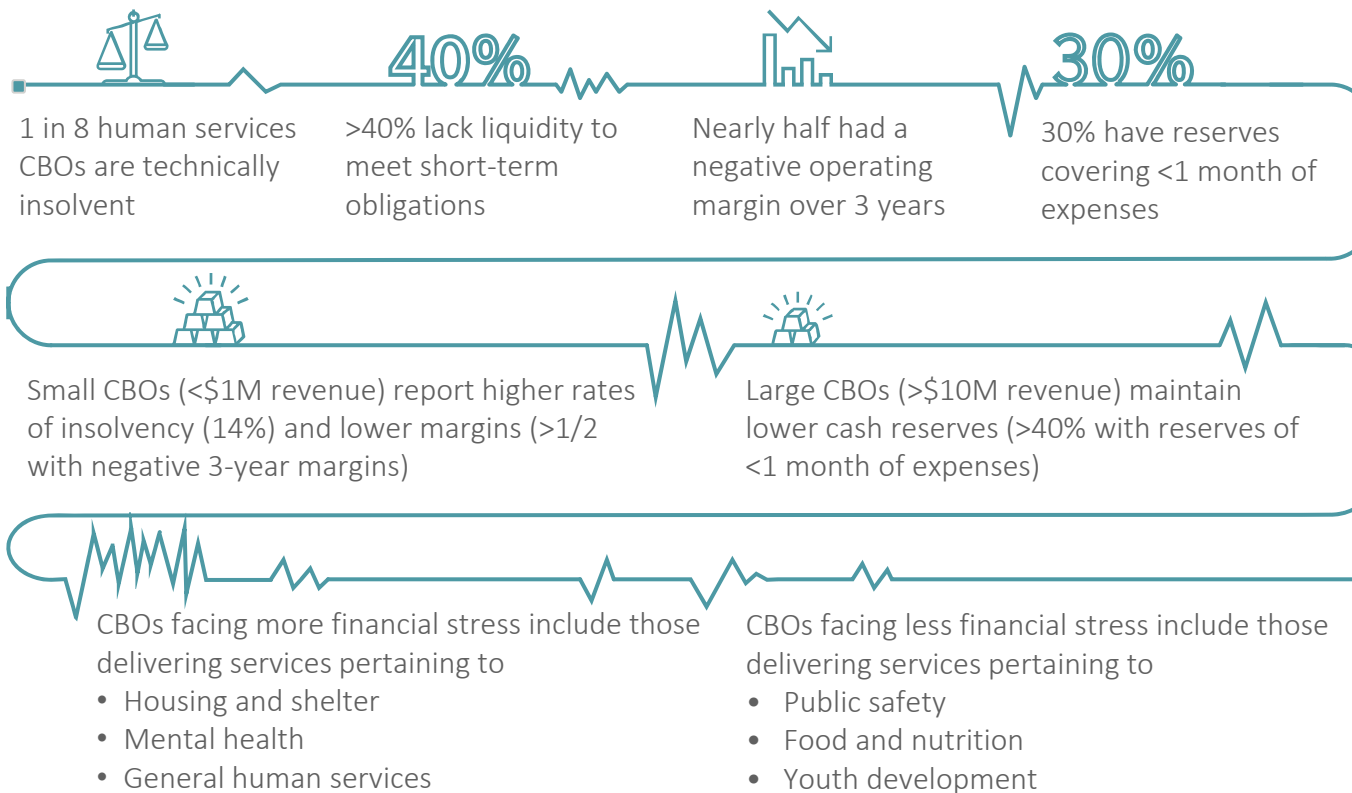 40%
30%
1 in 8 human services
CBOs are technically
insolvent
>40% lack liquidity to
meet short-term
obligations
Nearly half had a
negative operating
margin over 3 years
30% have reserves
covering <1 month of
expenses
Small CBOs (<$1M revenue) report higher rates
of insolvency (14%) and lower margins (>1/2
with negative 3-year margins)
Large CBOs (>$10M revenue) maintain
lower cash reserves (>40% with reserves of
<1 month of expenses)
CBOs facing more financial stress include those
delivering services pertaining to
• Housing and shelter
• Mental health
• General human services
CBOs facing less financial stress include those
delivering services pertaining to
• Public safety
• Food and nutrition
• Youth development